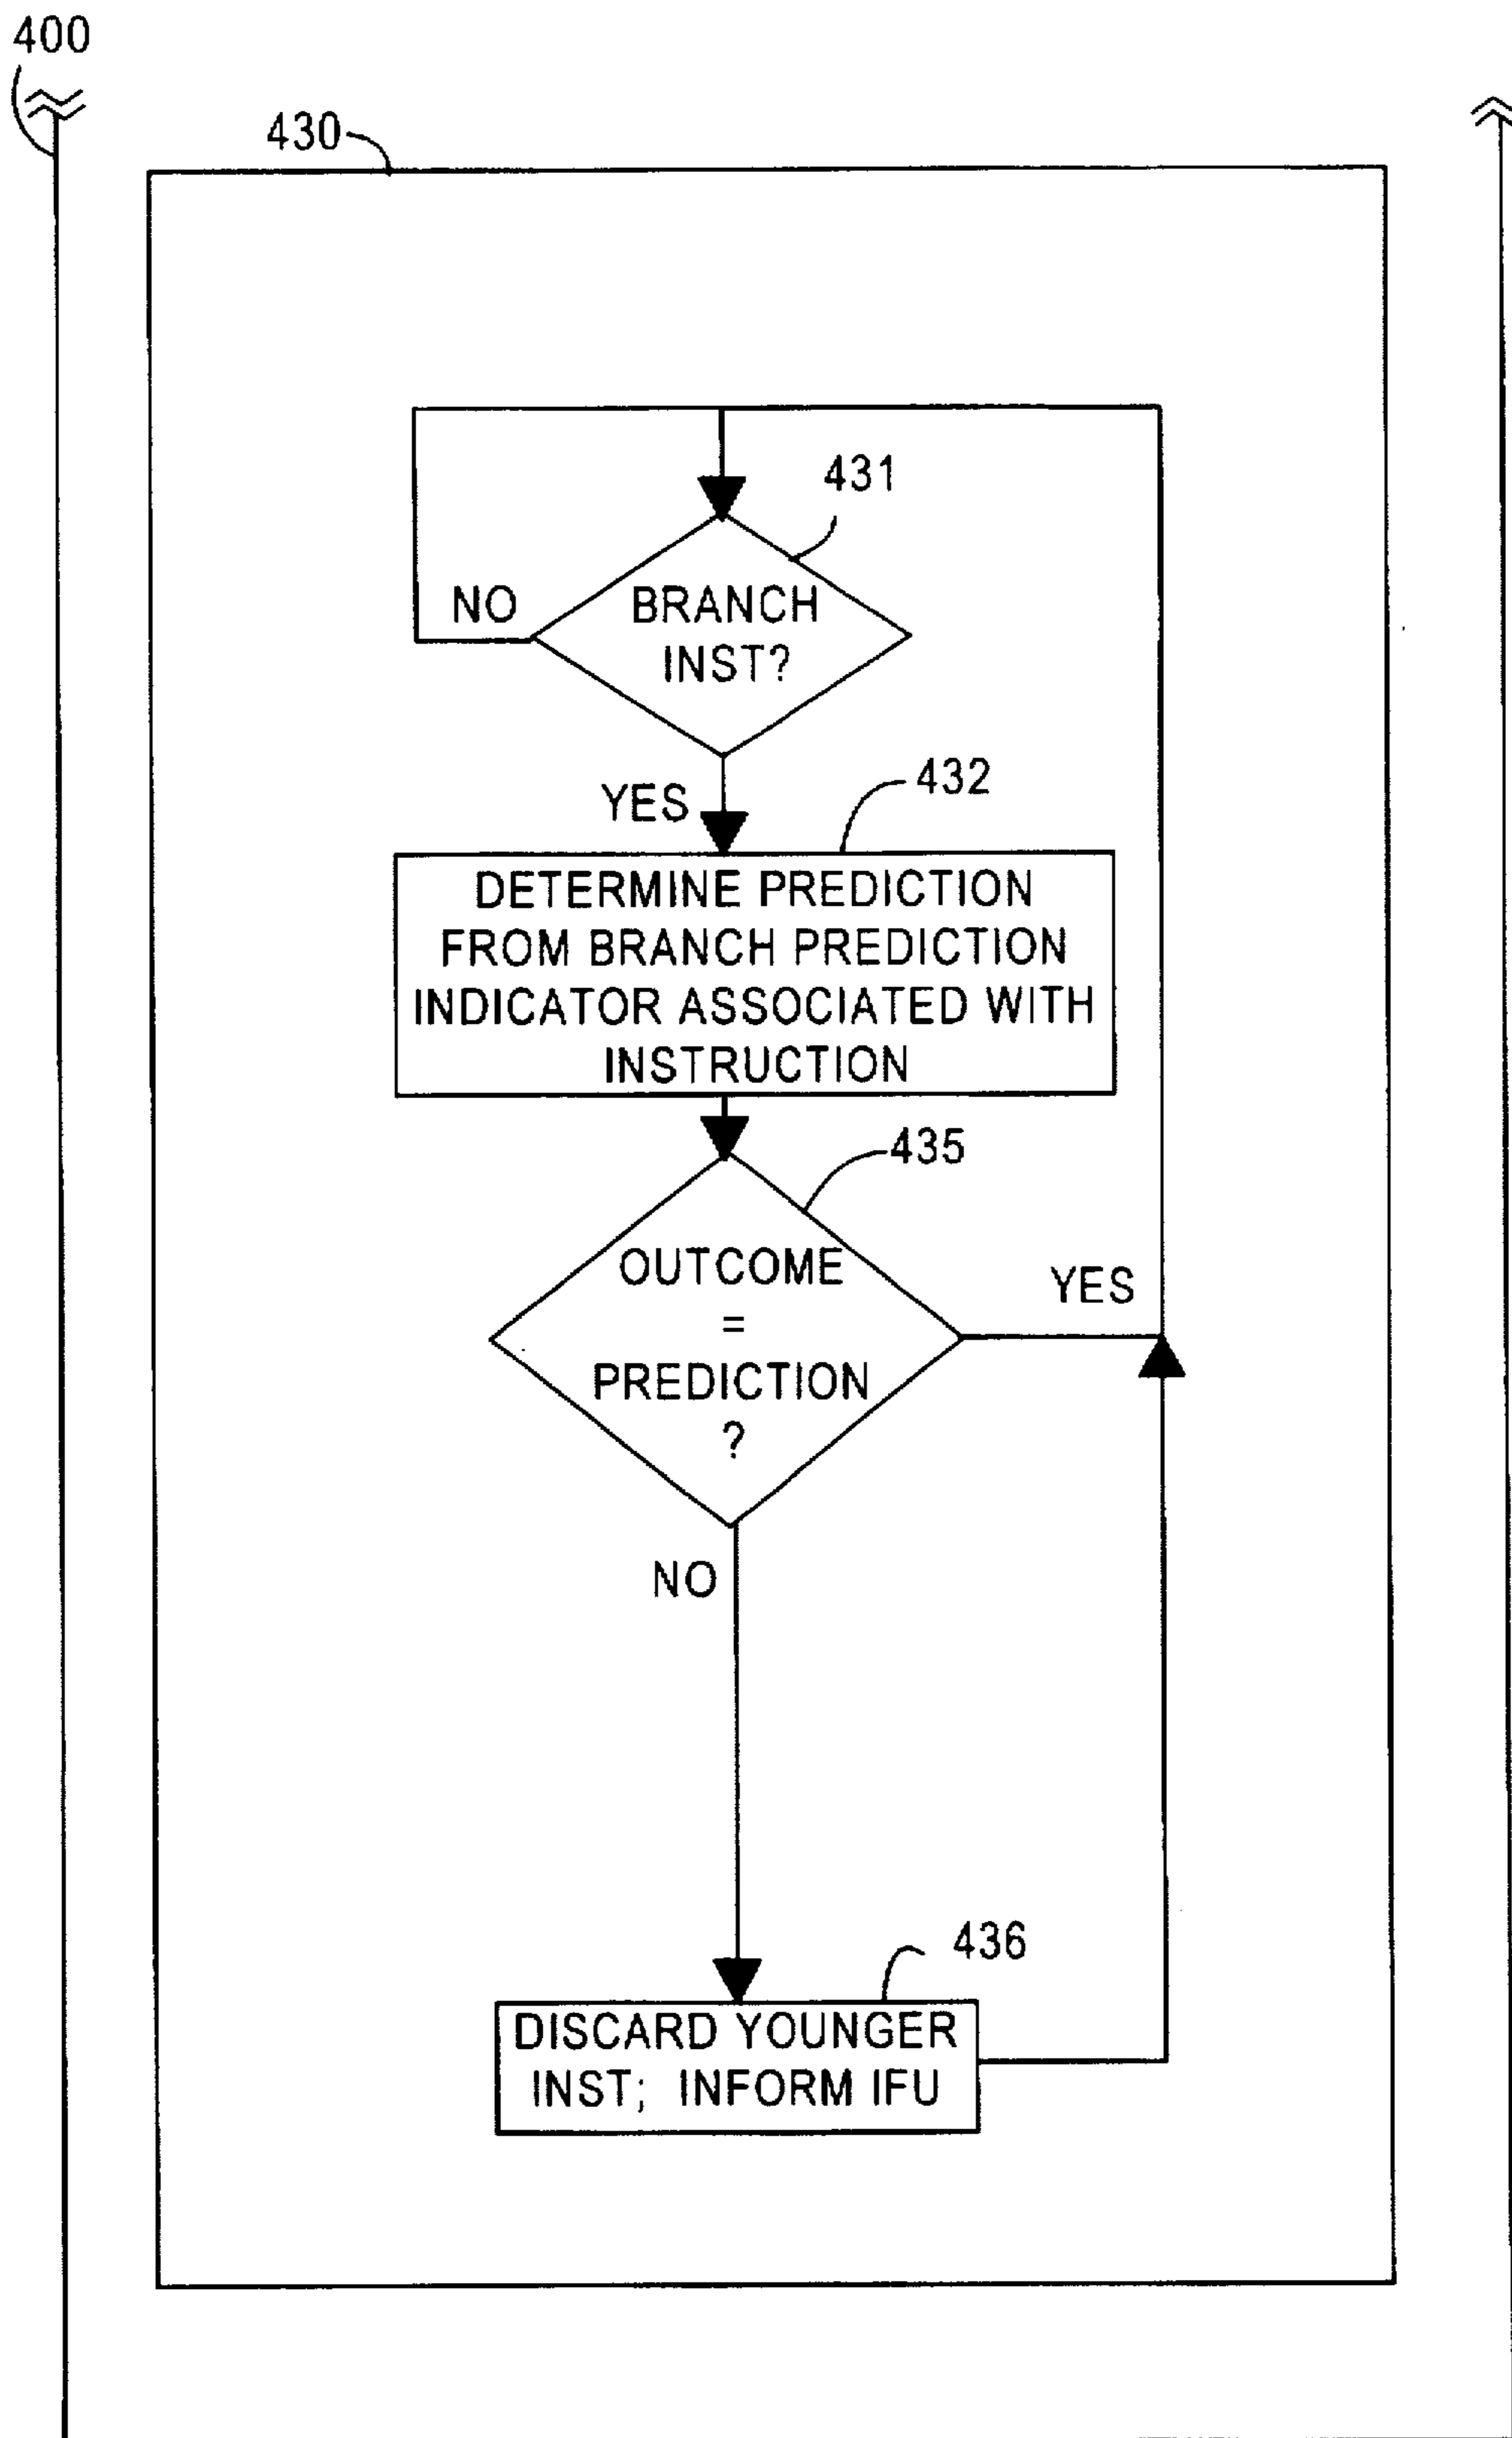 400
430
431
NO
BRANCH
INST?
YES
432
DETERMINE PREDICTION
FROM BRANCH PREDICTION
INDICATOR ASSOCIATED WITH
INSTRUCTION
435
OUTCOME
=
PREDICTION
?
YES
NO
436
DISCARD YOUNGER
INST; INFORM IFU